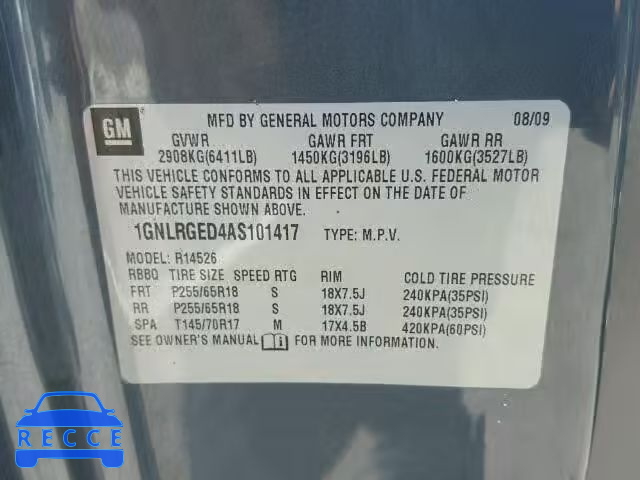 GM
MFD BY GENERAL MOTORS COMPANY 08/09
GVWR GAWR FRT GAWR RR
2908KG(6411LB) 1450KG(3196LB) 1600KG(3527LB)
THIS VEHICLE CONFORMS TO ALL APPLICABLE U.S. FEDERAL MOTOR
VEHICLE SAFETY STANDARDS IN EFFECT ON THE DATE OF
MANUFACTURE SHOWN ABOVE.
1GNLRGED4AS101417 TYPE: M.P.V.
MODEL: R14526
RBBQ TIRE SIZE SPEED RTG RIM COLD TIRE PRESSURE
FRT P255/65R18 S 18X7.5J 240KPA(35PSI)
RR P255/65R18 S 18X7.5J 240KPA(35PSI)
SPA T145/70R17 M 17X4.5B 420KPA(60PSI)
SEE OWNER'S MANUAL FOR MORE INFORMATION.
RECCE